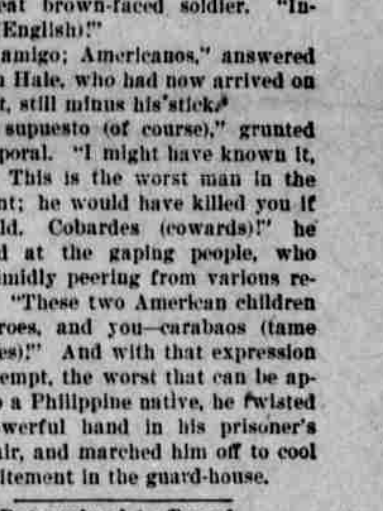 eat brown-faced soldier. "In-
English)!"
amigo; Americanos," answered
n Hale, who had now arrived on
t, still minus his stick.
supuesto (of course)," grunted
poral. "I might have known it.
This is the worst man in the
nt; he would have killed you if
ld. Cobardes (cowards)!" he
d at the gaping people, who
imidly peering from various re-
"These two American children
roes, and you—carabaos (tame
es)!" And with that expression
empt, the worst that can be ap-
o a Philippine native, he twisted
werful hand in his prisoner's
air, and marched him off to cool
itement in the guard-house.